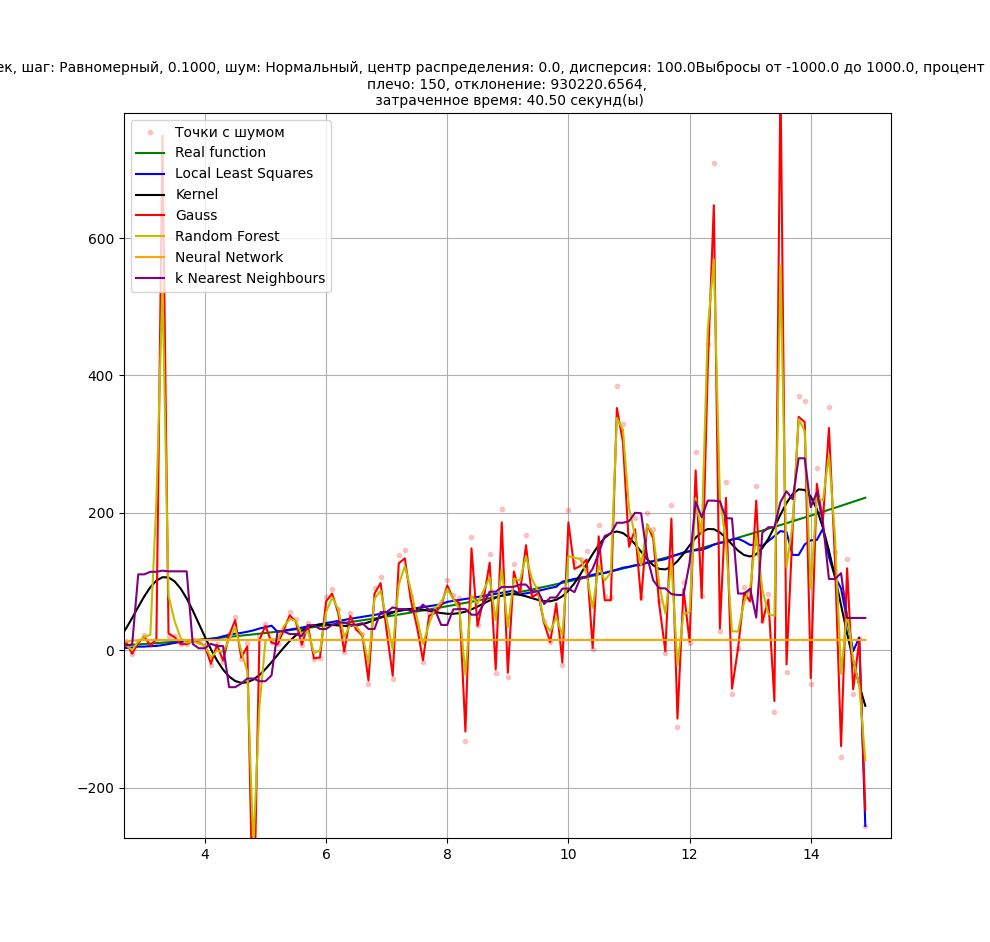 ек, шаг: Равномерный, 0.1000, шум: Нормальный, центр распределения: 0.0, дисперсия: 100.0Выбросы от -1000.0 до 1000.0, процент
плечо: 150, отклонение: 930220.6564,
затраченное время: 40.50 секунд(ы)
Точки с шумом
Real function
Local Least Squares
Kernel
Gauss
Random Forest
Neural Network
k Nearest Neighbours
600
400
200
0
−200
4 6 8 10 12 14